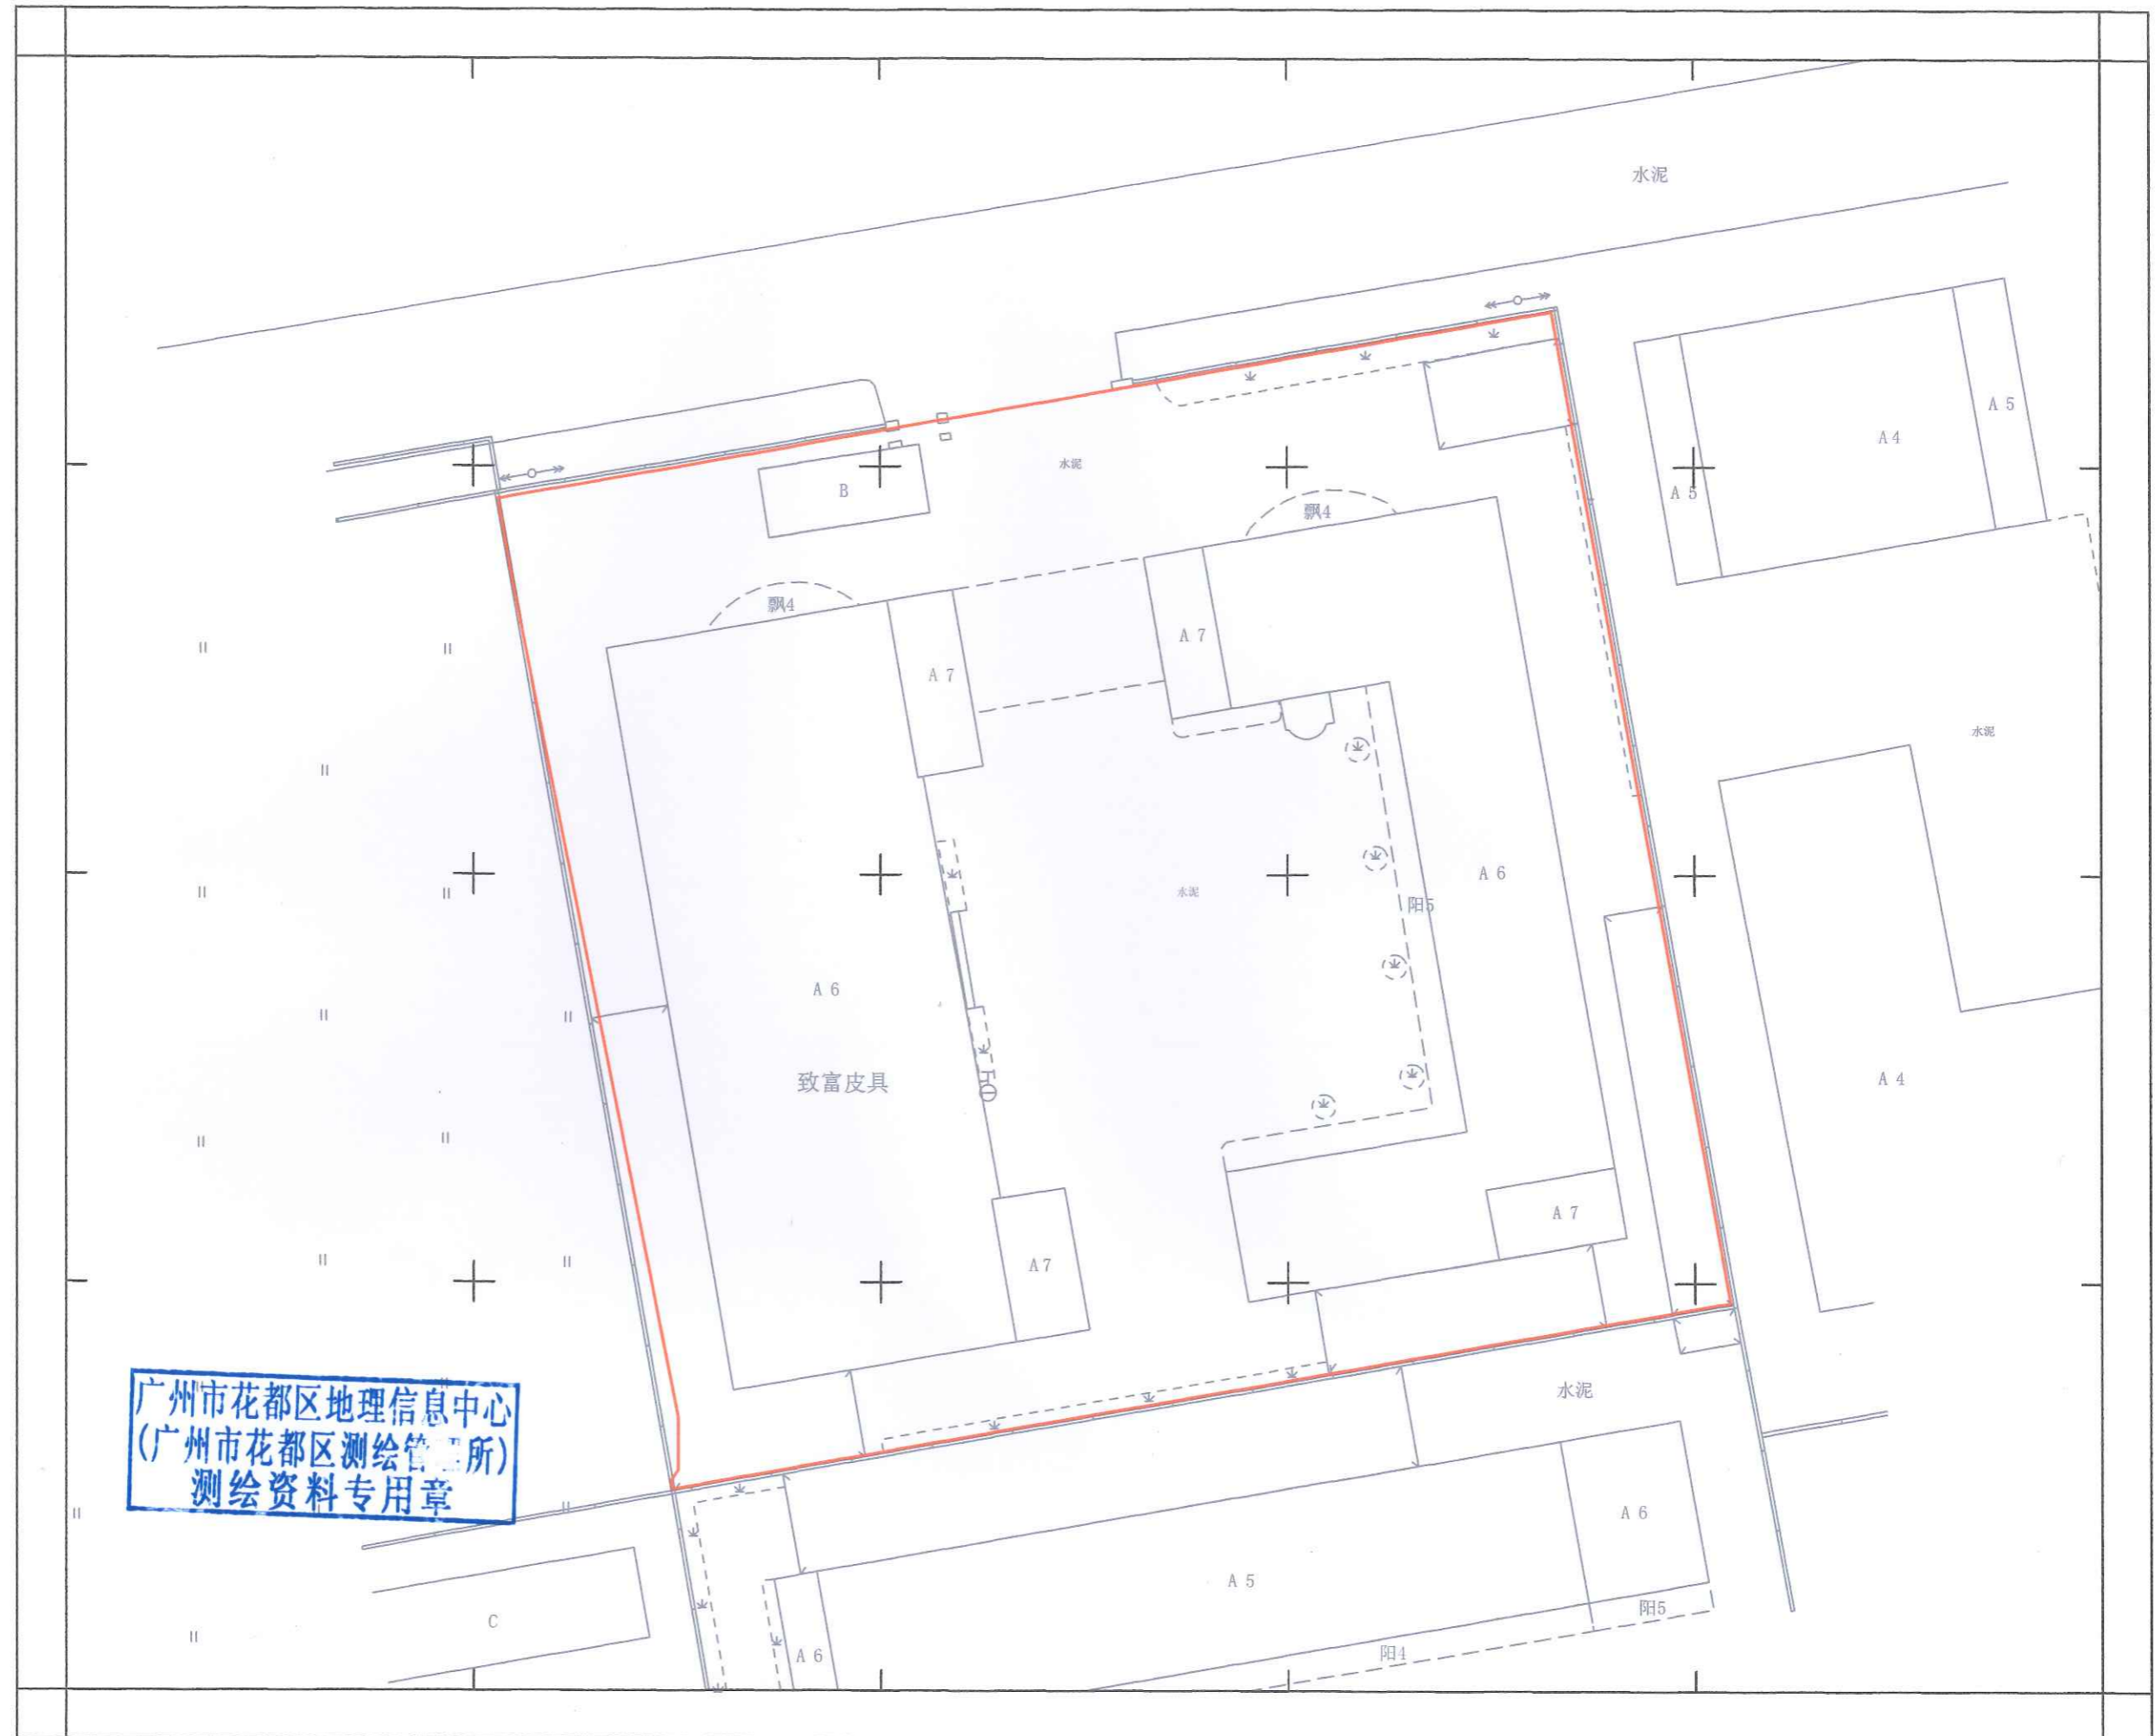 水泥
A 5
A 4
A 5
水泥
B
飘4
飘4
A 7
A 7
水泥
A 6
水泥
阳5
A 6
致富皮具
A 4
A 7
A 7
水泥
广州市花都区地理信息中心
(广州市花都区测绘管理所)
测绘资料专用章
A 6
A 5
C
阳5
阳4
A 6